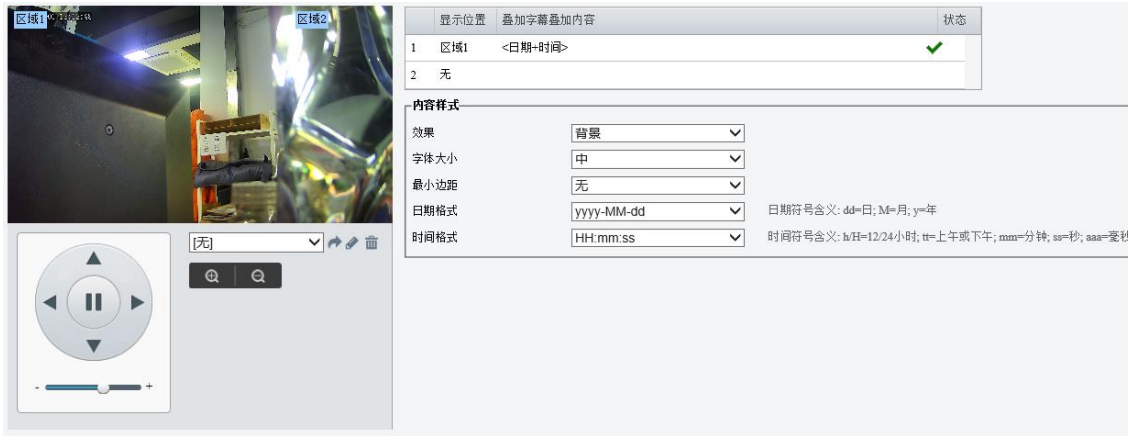 区域1
区域2
显示位置 叠加字幕叠加内容 状态
1 区域1 <日期+时间>
2 无
内容样式
效果 背景
字体大小 中
最小边距 无
日期格式 yyyy-MM-dd 日期符号含义: dd=日; M=月; y=年
时间格式 HH:mm:ss 时间符号含义: h/H=12/24小时; tt=上午或下午; mm=分钟; ss=秒; aaa=毫秒
[无]
- +